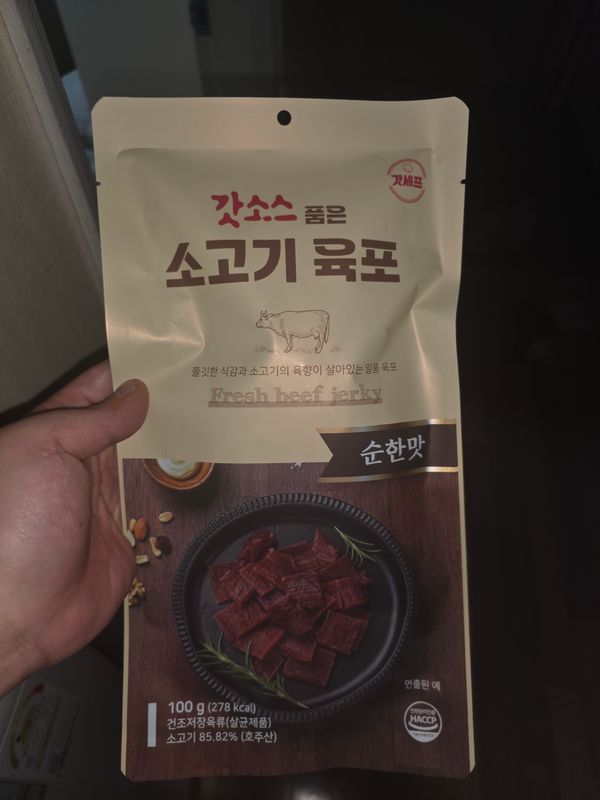 갓셰프
갓소스 품은
소고기 육포
쫄깃한 식감과 소고기의 육향이 살아있는 일품 육포
Fresh beef jerky
순한맛
연출된 예
100 g (278 kcal)
건조저장육류(살균제품)
소고기 85.82% (호주산)
HACCP